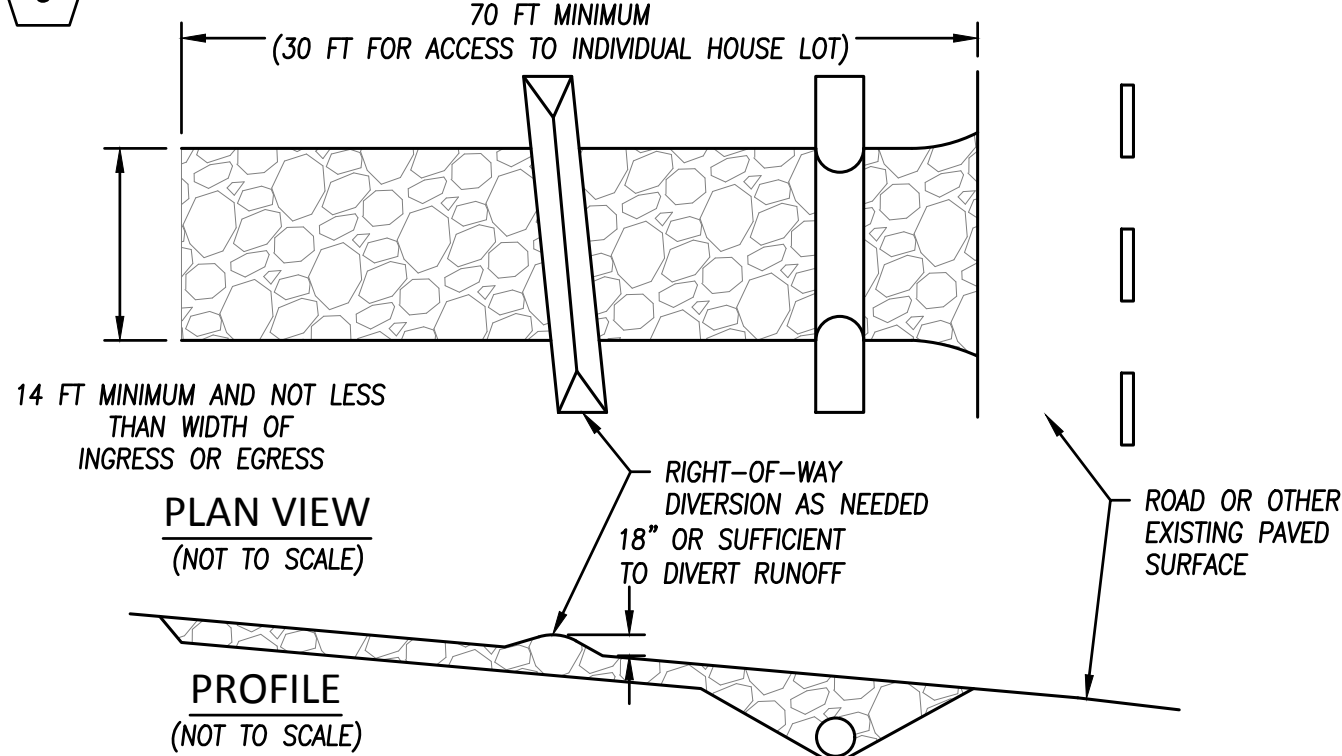 70 FT MINIMUM
(30 FT FOR ACCESS TO INDIVIDUAL HOUSE LOT)
14 FT MINIMUM AND NOT LESS
THAN WIDTH OF
INGRESS OR EGRESS
PLAN VIEW
(NOT TO SCALE)
RIGHT-OF-WAY
DIVERSION AS NEEDED
18" OR SUFFICIENT
TO DIVERT RUNOFF
ROAD OR OTHER
EXISTING PAVED
SURFACE
PROFILE
(NOT TO SCALE)